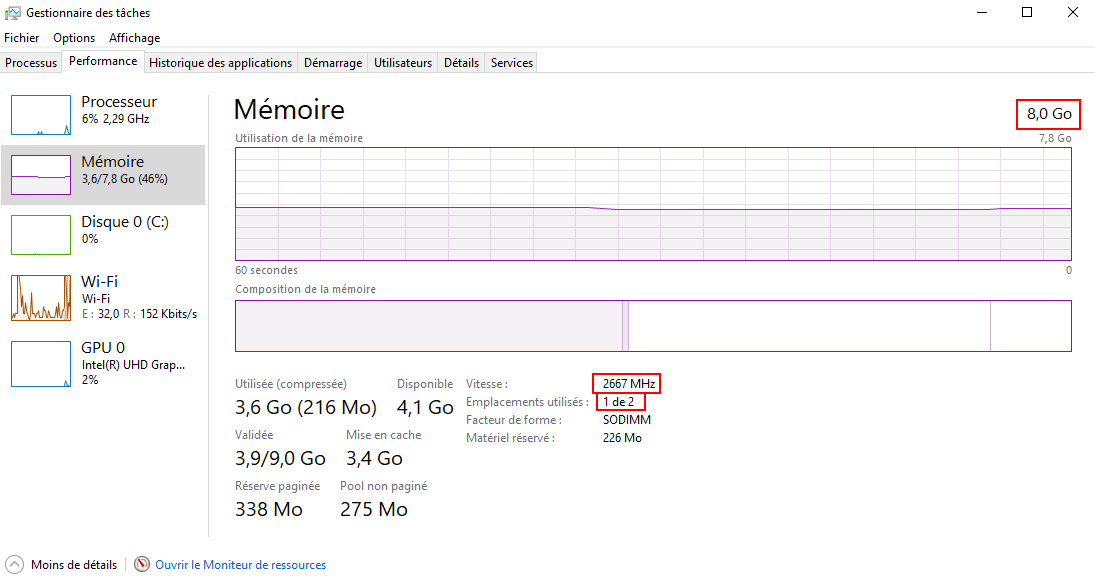 Gestionnaire des tâches
Fichier Options Affichage
Processus Performance Historique des applications Démarrage Utilisateurs Détails Services
Processeur
6% 2,29 GHz
Mémoire
3,6/7,8 Go (46%)
Disque 0 (C:)
0%
Wi-Fi
Wi-Fi
E : 32,0 R : 152 Kbits/s
GPU 0
Intel(R) UHD Grap...
2%
Mémoire 8,0 Go
Utilisation de la mémoire 7,8 Go
60 secondes 0
Composition de la mémoire
Utilisée (compressée) Disponible
3,6 Go (216 Mo) 4,1 Go
Validée Mise en cache
3,9/9,0 Go 3,4 Go
Réserve paginée Pool non paginé
338 Mo 275 Mo
Vitesse : 2667 MHz
Emplacements utilisés : 1 de 2
Facteur de forme : SODIMM
Matériel réservé : 226 Mo
Moins de détails Ouvrir le Moniteur de ressources